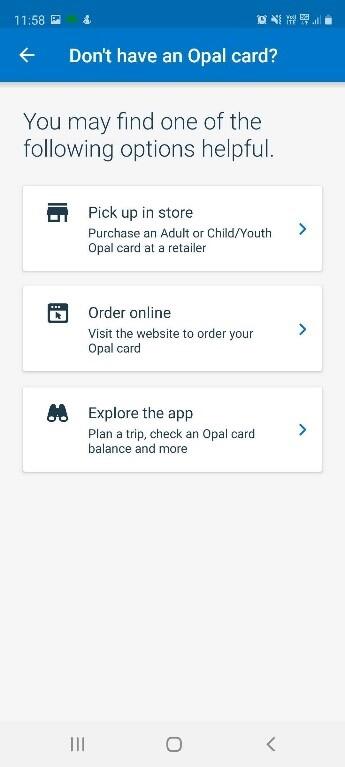 11:58
Don't have an Opal card?
You may find one of the
following options helpful.
Pick up in store
Purchase an Adult or Child/Youth
Opal card at a retailer
Order online
Visit the website to order your
Opal card
Explore the app
Plan a trip, check an Opal card
balance and more